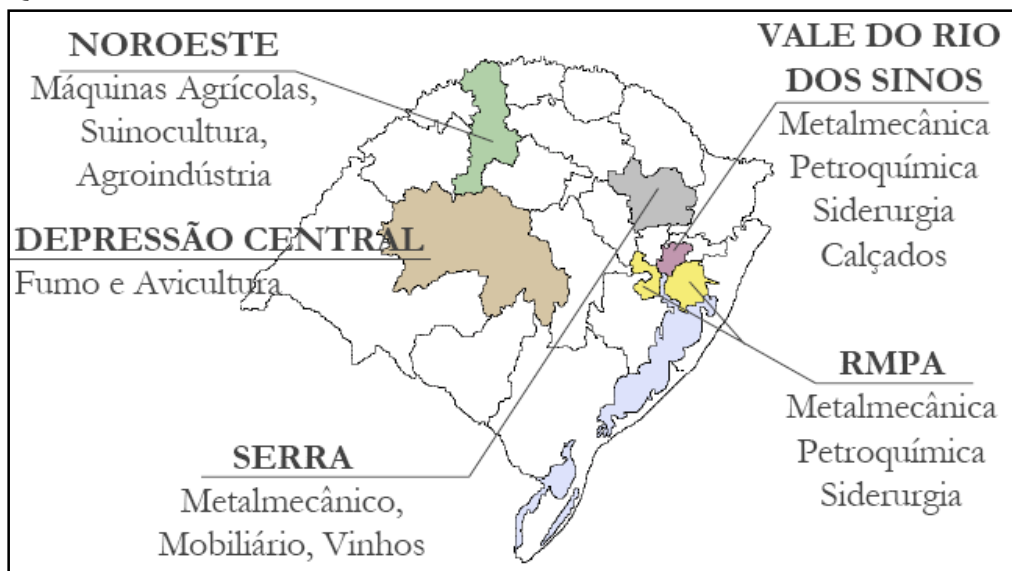 NOROESTE
Máquinas Agrícolas,
Suinocultura,
Agroindústria
VALE DO RIO
DOS SINOS
Metalmecânica
Petroquímica
Siderurgia
Calçados
DEPRESSÃO CENTRAL
Fumo e Avicultura
RMPA
Metalmecânica
Petroquímica
Siderurgia
SERRA
Metalmecânico,
Mobiliário, Vinhos